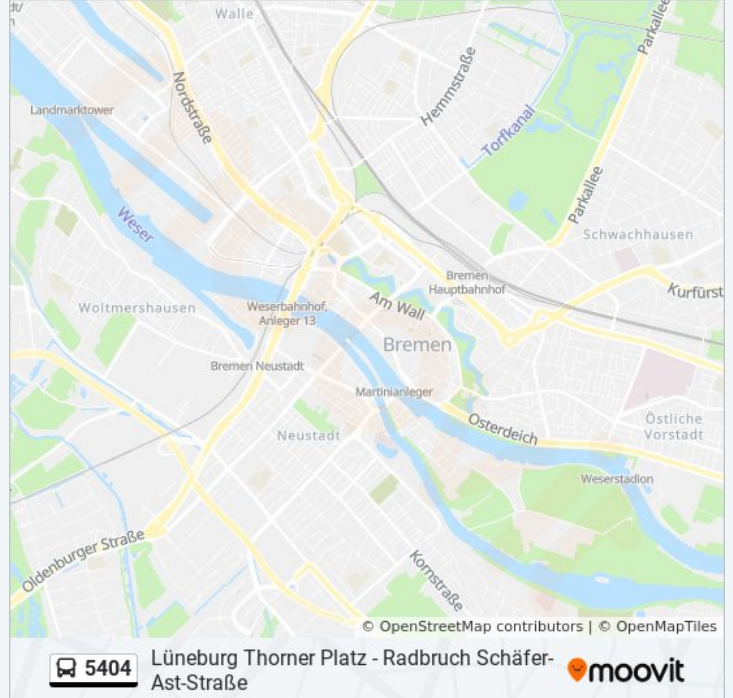 dt/
Walle
Parkallee
Nordstraße
Hemmstraße
Landmarktower
Torfkanal
Parkallee
Weser
Schwachhausen
Bremen
Hauptbahnhof
Kurfürst
Woltmershausen
Weserbahnhof,
Anleger 13
Am Wall
Bremen
Bremen Neustadt
Martinianleger
Neustadt
Osterdeich
Östliche
Vorstadt
Weserstadion
Oldenburger Straße
Kornstraße
© OpenStreetMap contributors | © OpenMapTiles
5404
Lüneburg Thorner Platz - Radbruch Schäfer-
Ast-Straße
moovit